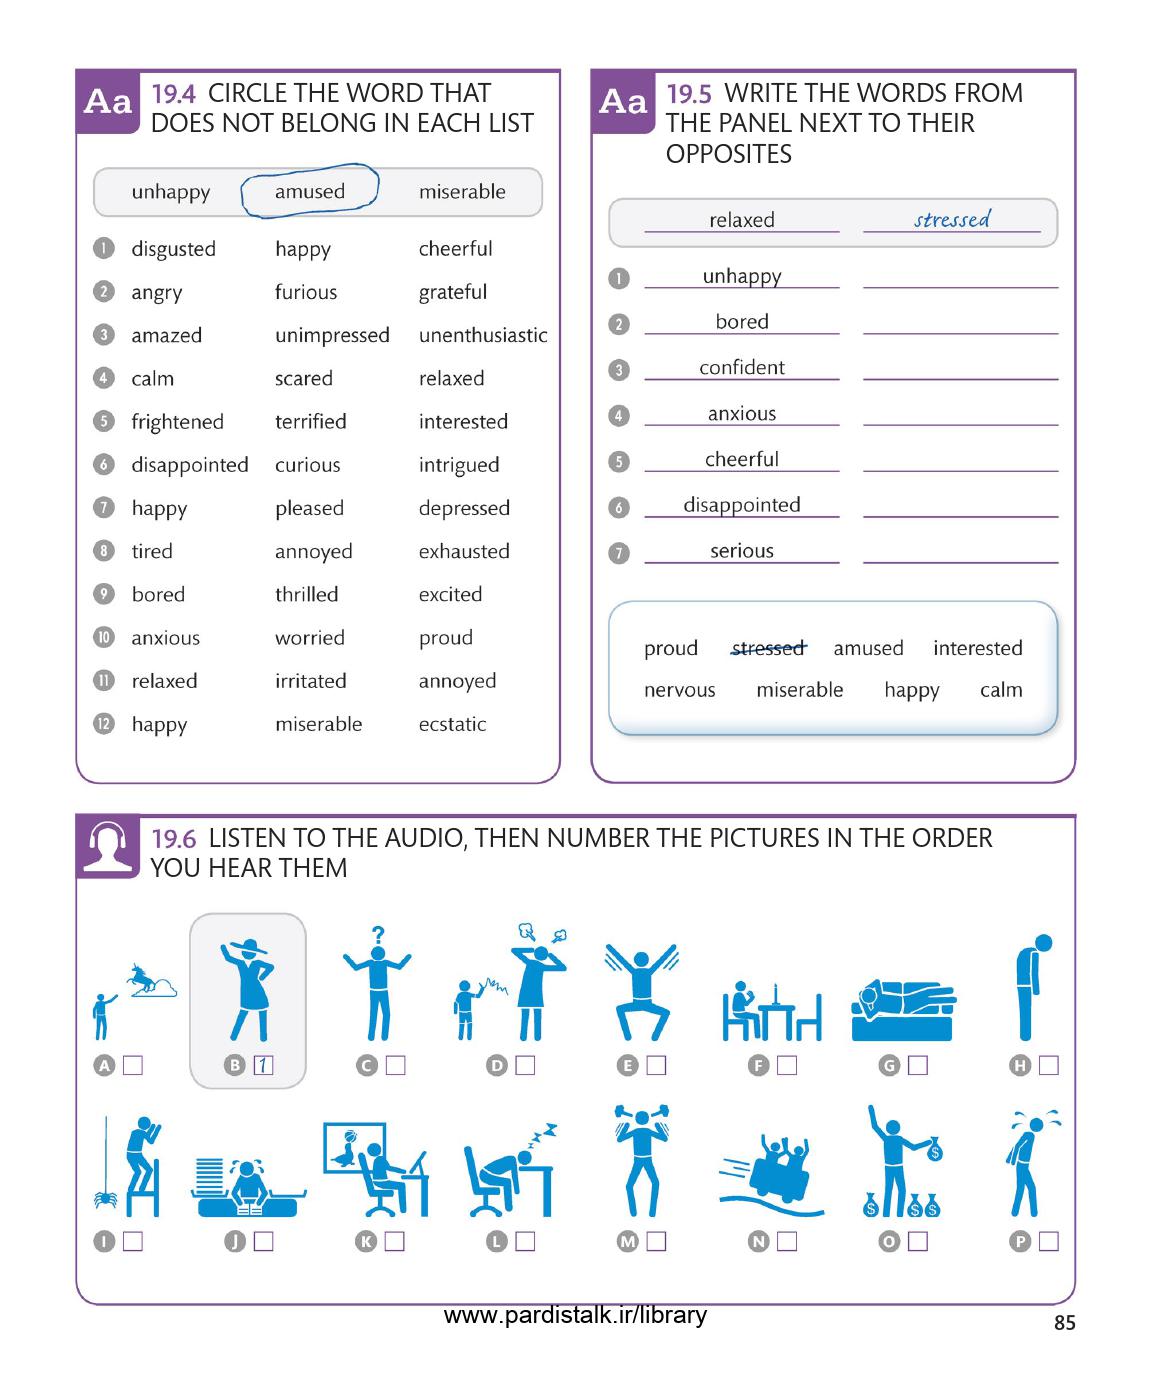 Aa
19.4 CIRCLE THE WORD THAT
DOES NOT BELONG IN EACH LIST
unhappy amused miserable
1 disgusted happy cheerful
2 angry furious grateful
3 amazed unimpressed unenthusiastic
4 calm scared relaxed
5 frightened terrified interested
6 disappointed curious intrigued
7 happy pleased depressed
8 tired annoyed exhausted
9 bored thrilled excited
10 anxious worried proud
11 relaxed irritated annoyed
12 happy miserable ecstatic
Aa
19.5 WRITE THE WORDS FROM
THE PANEL NEXT TO THEIR
OPPOSITES
relaxed stressed
1 unhappy
2 bored
3 confident
4 anxious
5 cheerful
6 disappointed
7 serious
proud stressed amused interested
nervous miserable happy calm
19.6 LISTEN TO THE AUDIO, THEN NUMBER THE PICTURES IN THE ORDER
YOU HEAR THEM
?
A B 1 C D E F G H
z z z
$
$ $ $
I J K L M N O P
www.pardistalk.ir/library
85